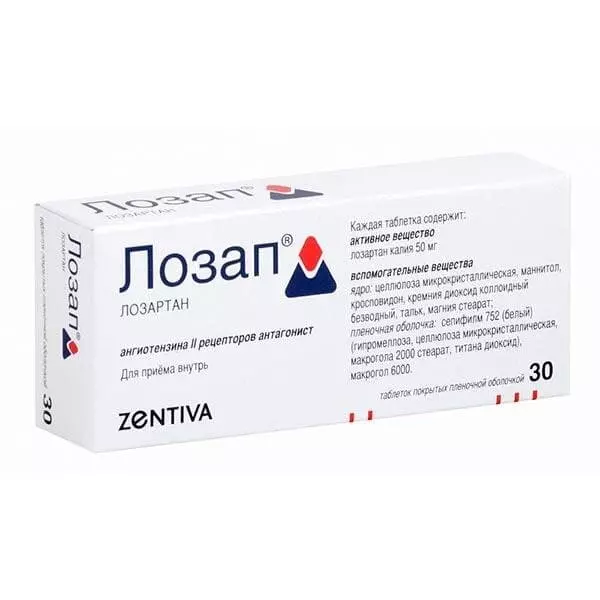 Лозап®
ЛОЗАРТАН
Лозап®
ЛОЗАРТАН
ангиотензина II рецепторов антагонист
Для приёма внутрь
ZENTIVA
Каждая таблетка содержит:
активное вещество
лозартан калия 50 мг
вспомогательные вещества
ядро: целлюлоза микрокристаллическая, маннитол,
кросповидон, кремния диоксид коллоидный
безводный, тальк, магния стеарат;
пленочная оболочка: сепифилм 752 (белый)
(гипромеллоза, целлюлоза микрокристаллическая,
макрогола 2000 стеарат, титана диоксид),
макрогол 6000.
таблеток покрытых пленочной оболочкой 30
Лозап®
ЛОЗАРТАН
30